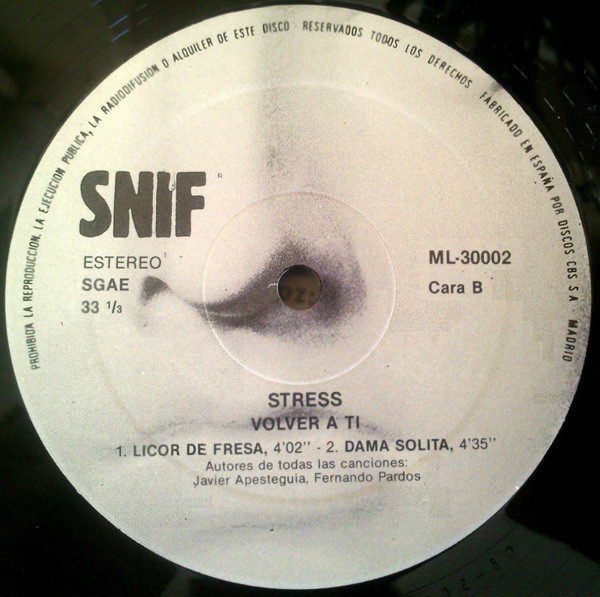 PROHIBIDA LA REPRODUCCION, LA EJECUCION PUBLICA, LA RADIODIFUSION O ALQUILER DE ESTE DISCO · RESERVADOS TODOS LOS DERECHOS · FABRICADO EN ESPAÑA POR DISCOS CBS S A · MADRID
SNIF
ESTEREO
SGAE
33 1/3
ML-30002
Cara B
STRESS
VOLVER A TI
1. LICOR DE FRESA, 4'02" - 2. DAMA SOLITA, 4'35"
Autores de todas las canciones:
Javier Apesteguia, Fernando Pardos